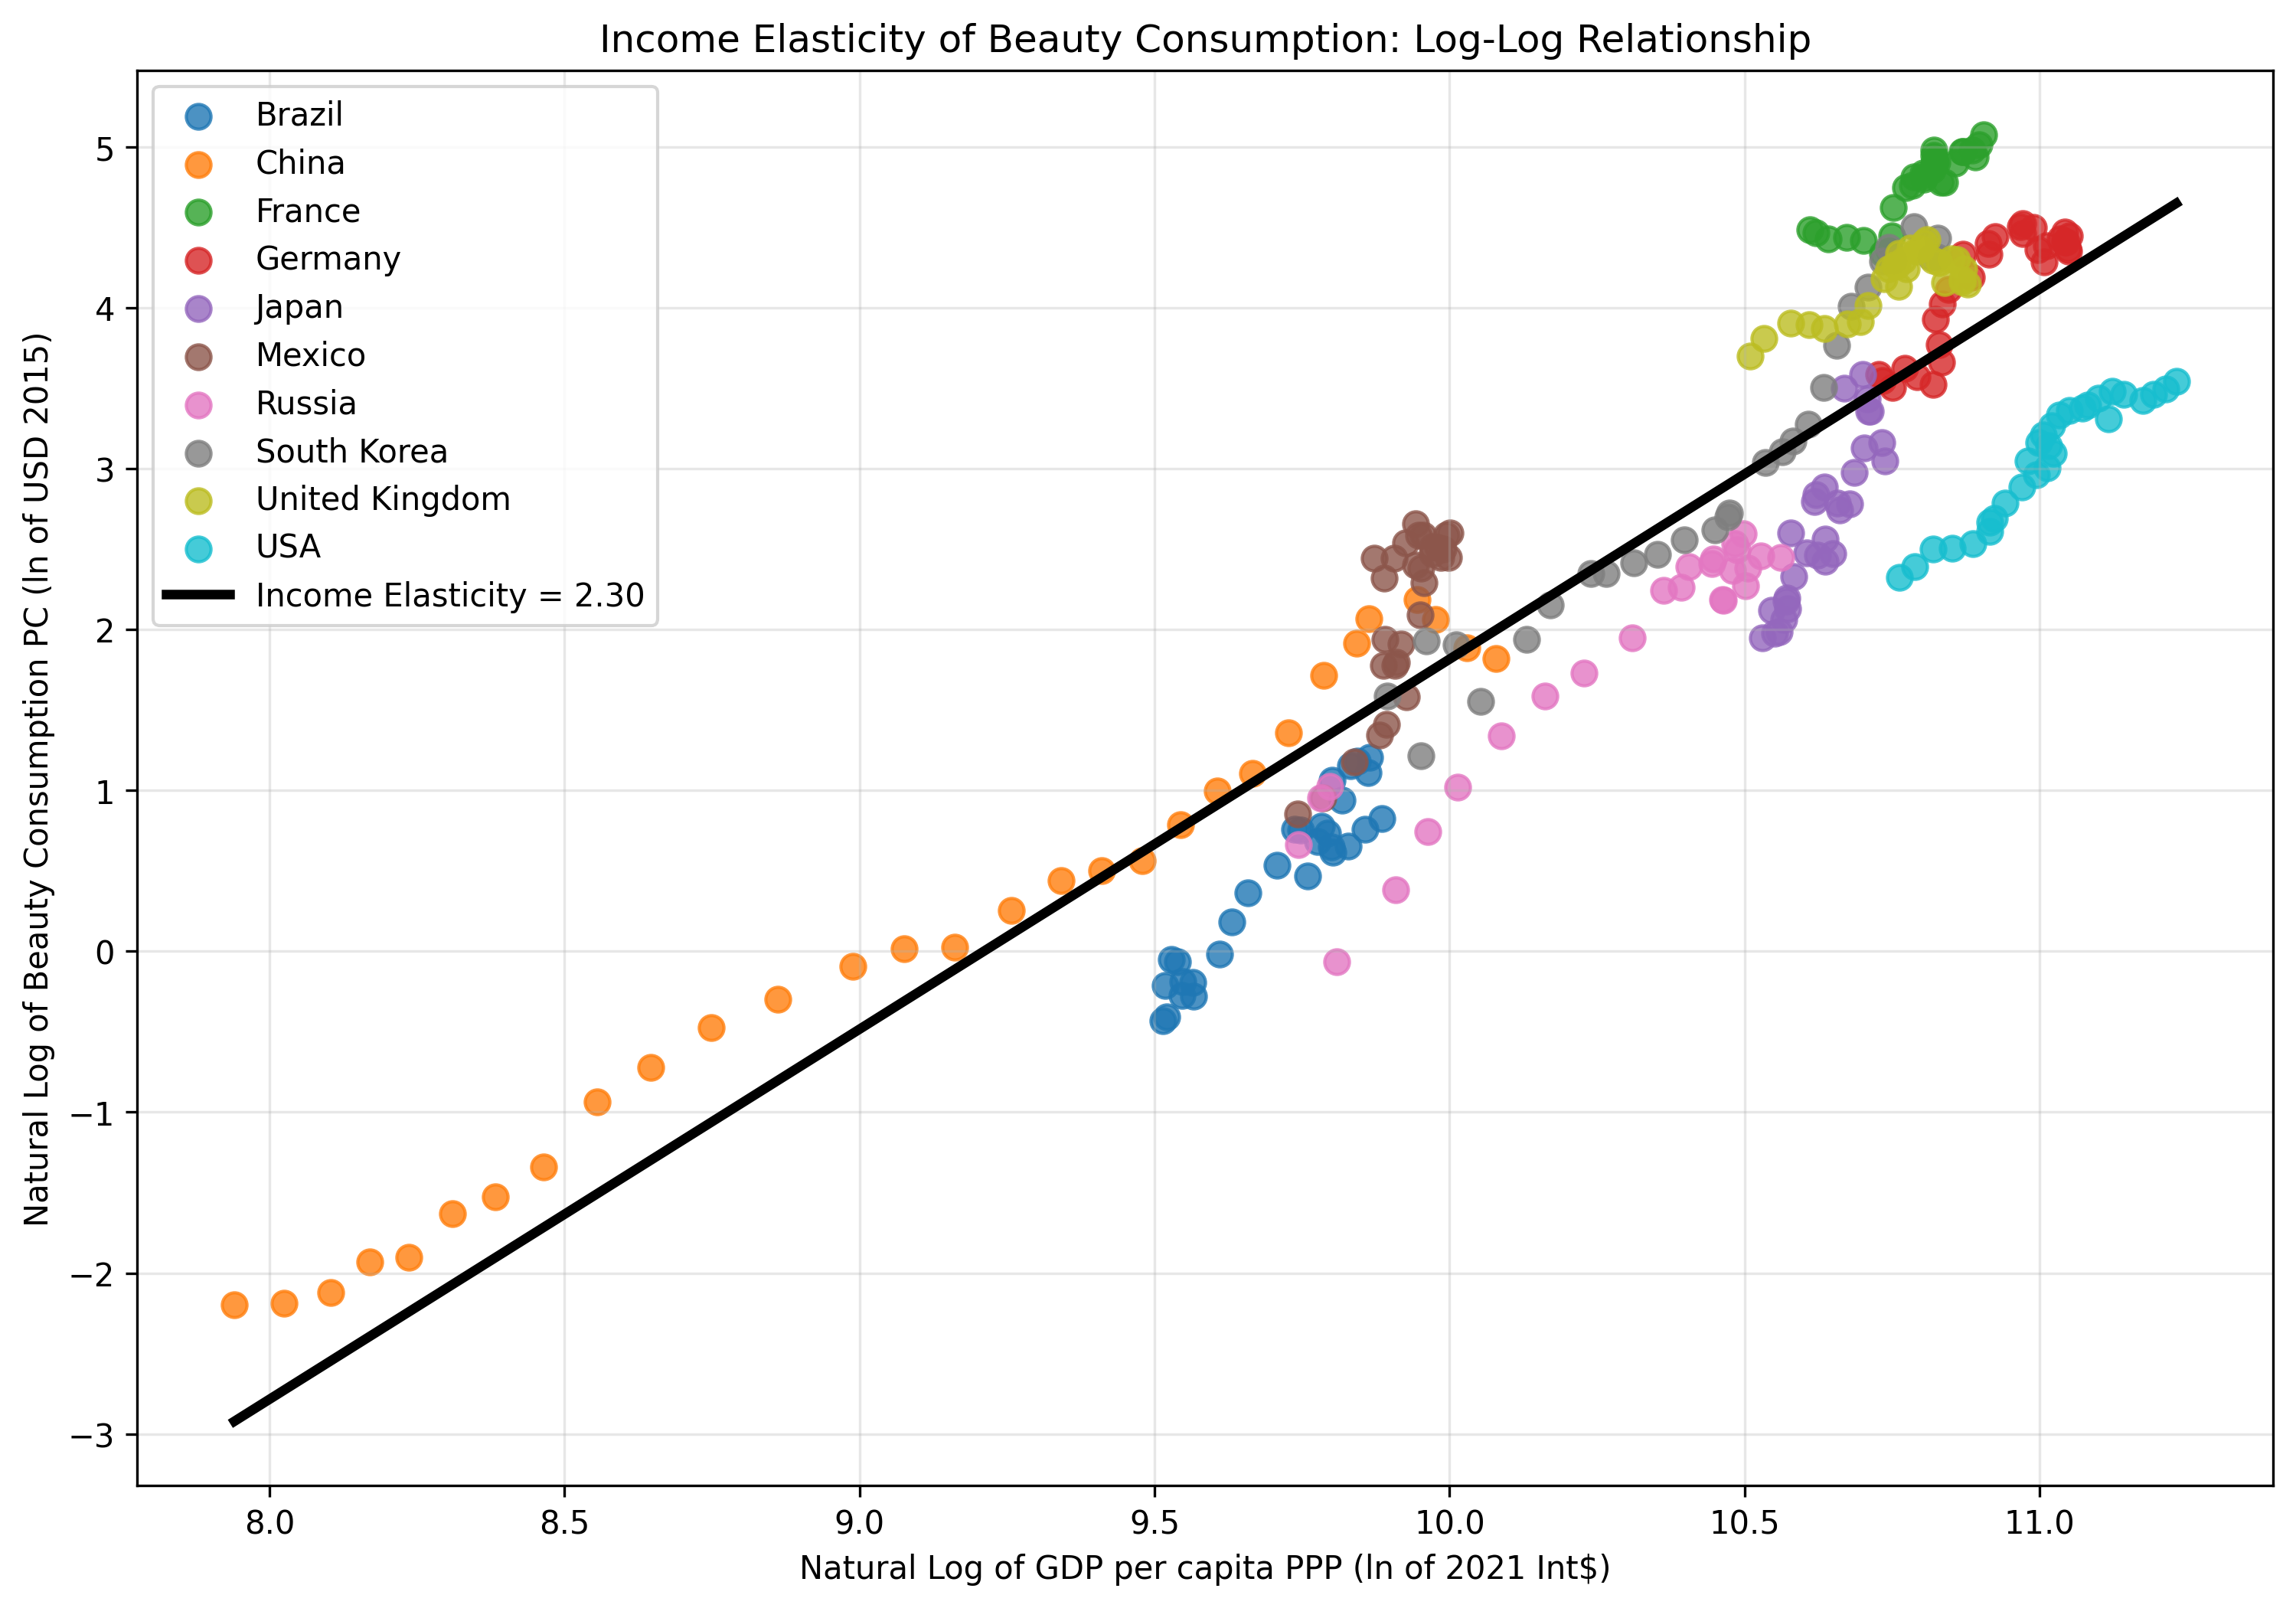 Income Elasticity of Beauty Consumption: Log-Log Relationship
Brazil
China
France
Germany
Japan
Mexico
Russia
South Korea
United Kingdom
USA
Income Elasticity = 2.30
Natural Log of Beauty Consumption PC (ln of USD 2015)
5
4
3
2
1
0
−1
−2
−3
8.0
8.5
9.0
9.5
10.0
10.5
11.0
Natural Log of GDP per capita PPP (ln of 2021 Int$)